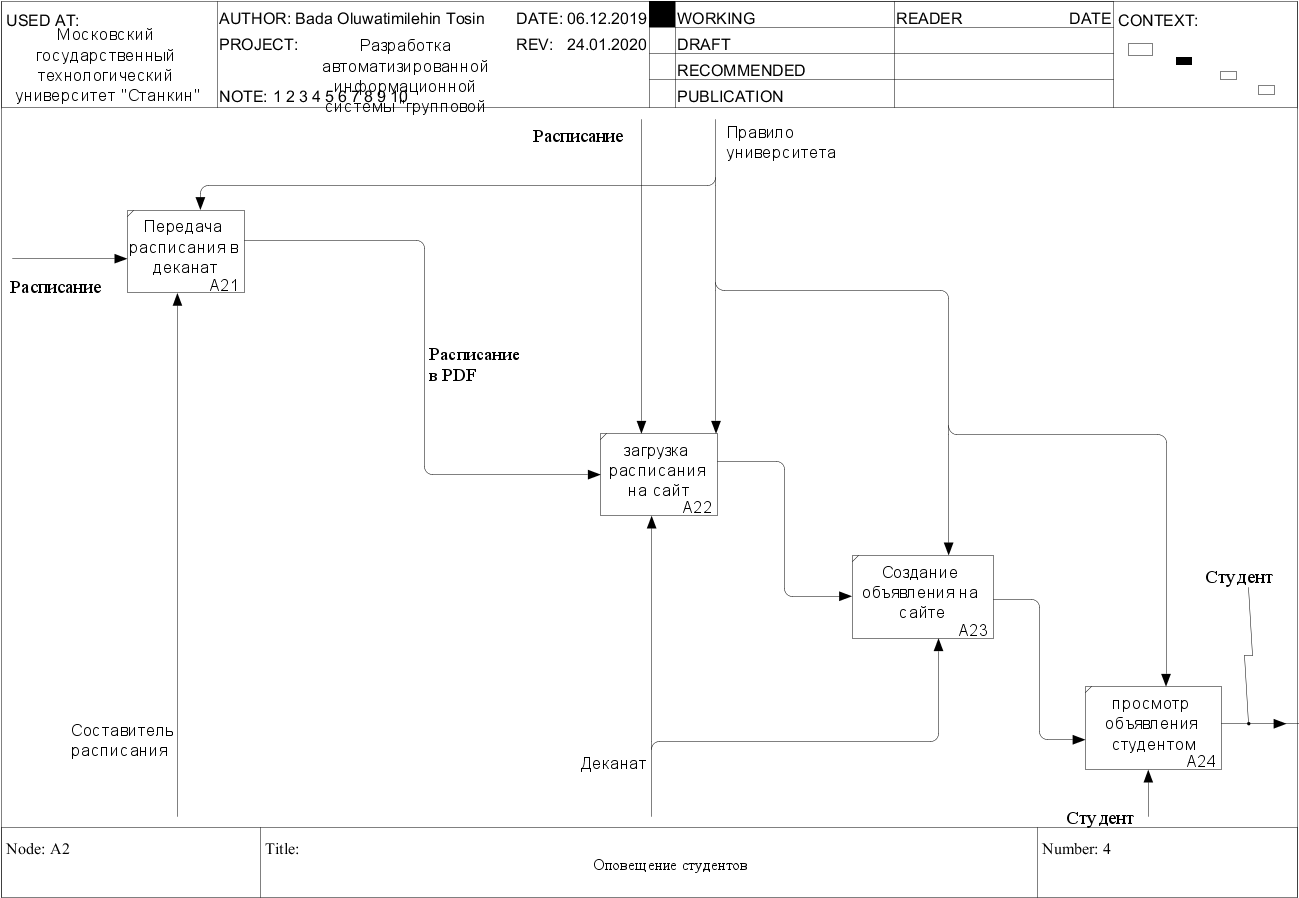 USED AT:
Московский
государственный
технологический
университет "Станкин"
AUTHOR: Bada Oluwatimilehin Tosin
DATE: 06.12.2019
PROJECT:
Разработка
автоматизированной
информационной
системы "групповой
REV: 24.01.2020
NOTE: 1 2 3 4 5 6 7 8 9 10
WORKING
DRAFT
RECOMMENDED
PUBLICATION
READER
DATE
CONTEXT:
Расписание
Правило
университета
Передача
расписания в
деканат
A21
Расписание
Расписание
в PDF
загрузка
расписания
на сайт
A22
Создание
объявления на
сайте
A23
Студент
просмотр
объявления
студентом
A24
Составитель
расписания
Деканат
Студент
Node: A2
Title:
Оповещение студентов
Number: 4